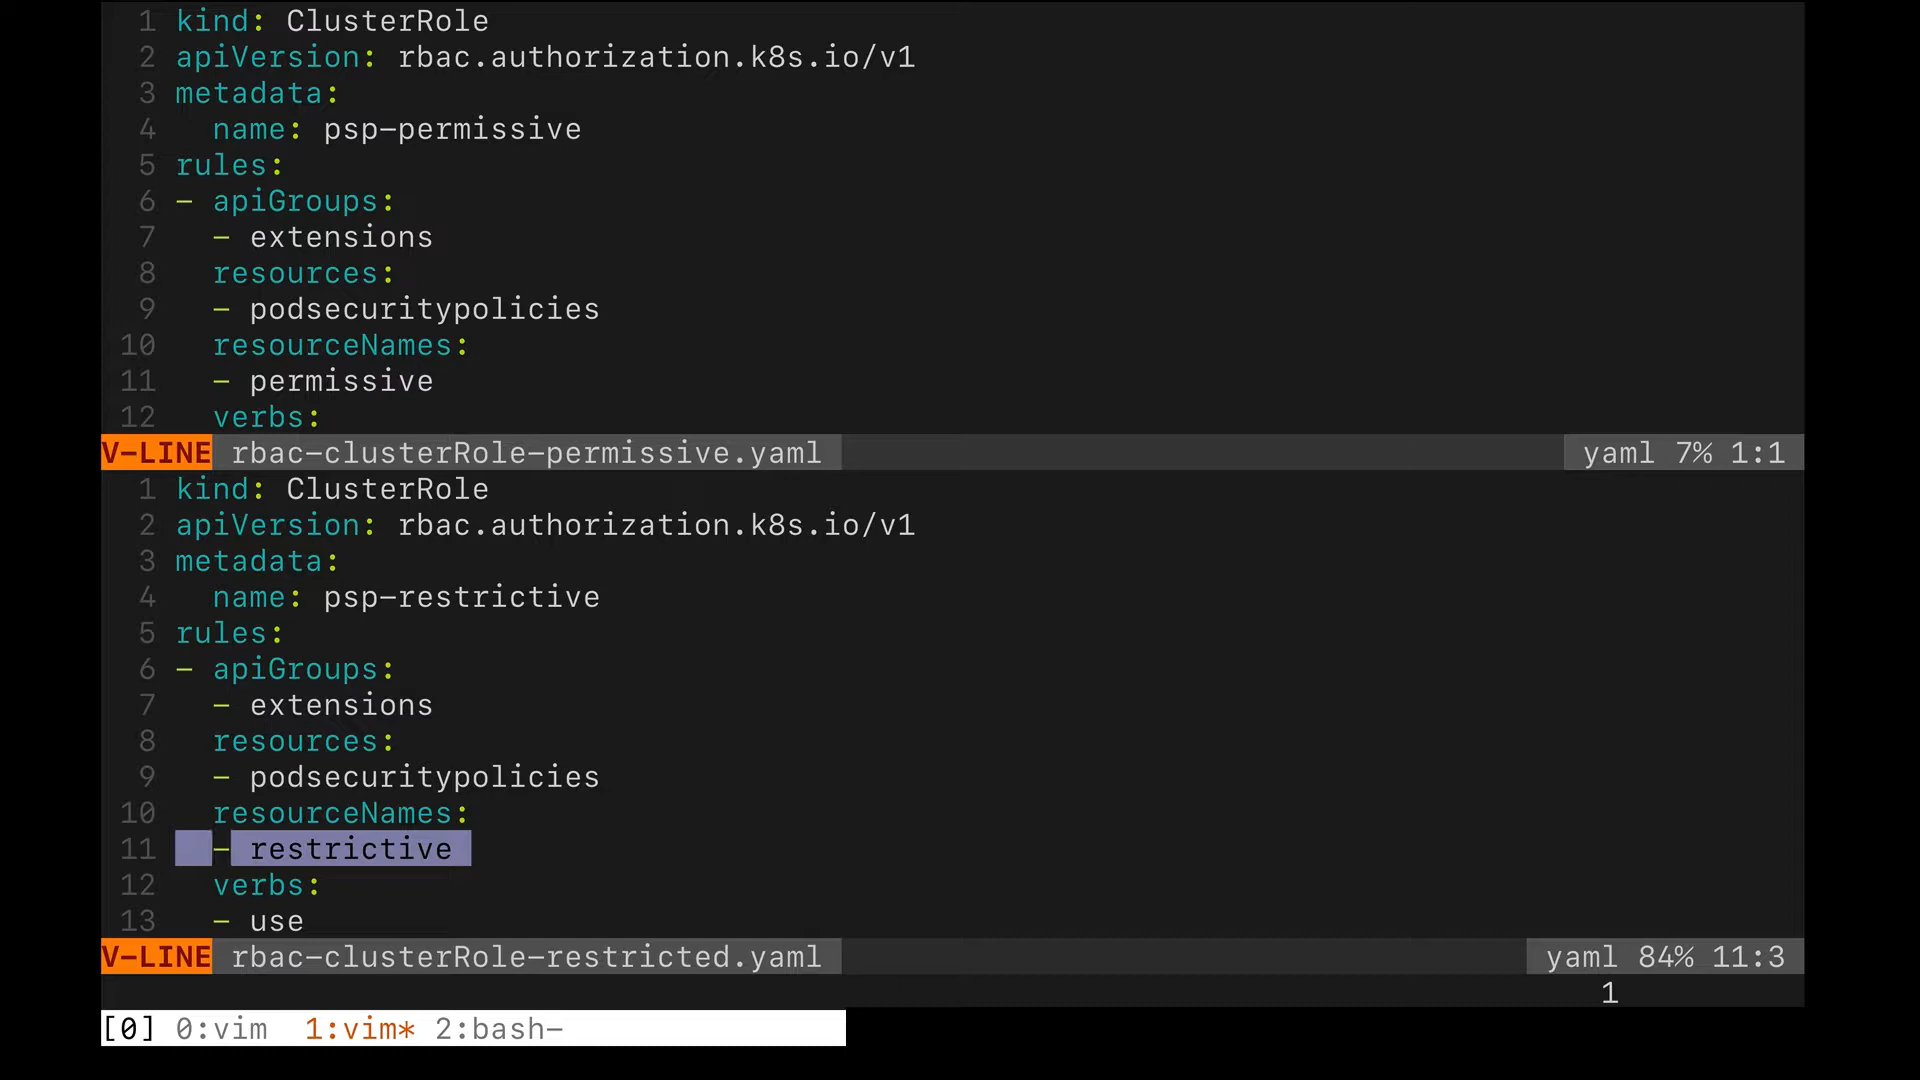 1 kind: ClusterRole
2 apiVersion: rbac.authorization.k8s.io/v1
3 metadata:
4   name: psp-permissive
5 rules:
6 - apiGroups:
7   - extensions
8   resources:
9   - podsecuritypolicies
10   resourceNames:
11   - permissive
12   verbs:
V-LINE rbac-clusterRole-permissive.yaml yaml 7% 1:1
1 kind: ClusterRole
2 apiVersion: rbac.authorization.k8s.io/v1
3 metadata:
4   name: psp-restrictive
5 rules:
6 - apiGroups:
7   - extensions
8   resources:
9   - podsecuritypolicies
10   resourceNames:
11   - restrictive
12   verbs:
13   - use
V-LINE rbac-clusterRole-restricted.yaml yaml 84% 11:3
1
[0] 0:vim  1:vim* 2:bash-